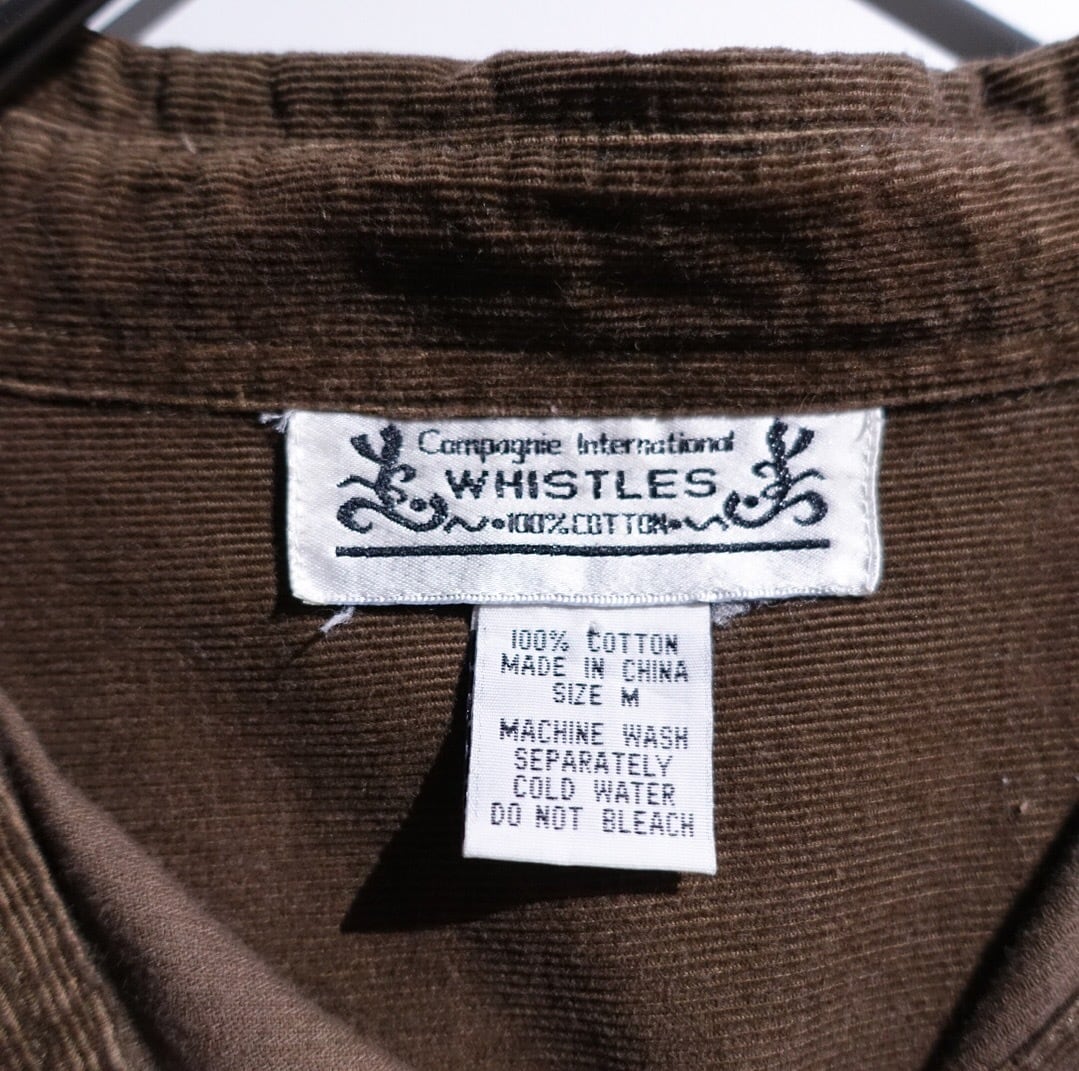 Compagnie International
WHISTLES
•100% COTTON•
100% COTTON
MADE IN CHINA
SIZE M
MACHINE WASH
SEPARATELY
COLD WATER
DO NOT BLEACH